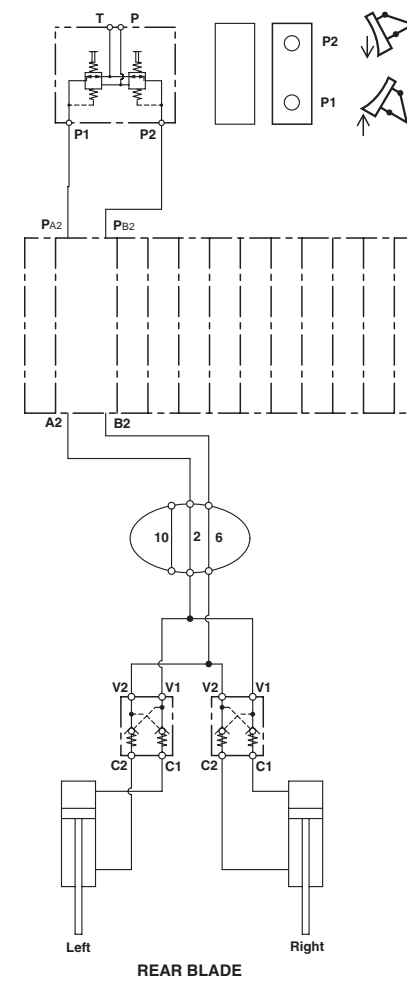 T P
P2
P1
P1 P2
PA2 PB2
A2 B2
10 2 6
V2 V1 V2 V1
C2 C1 C2 C1
Left Right
REAR BLADE